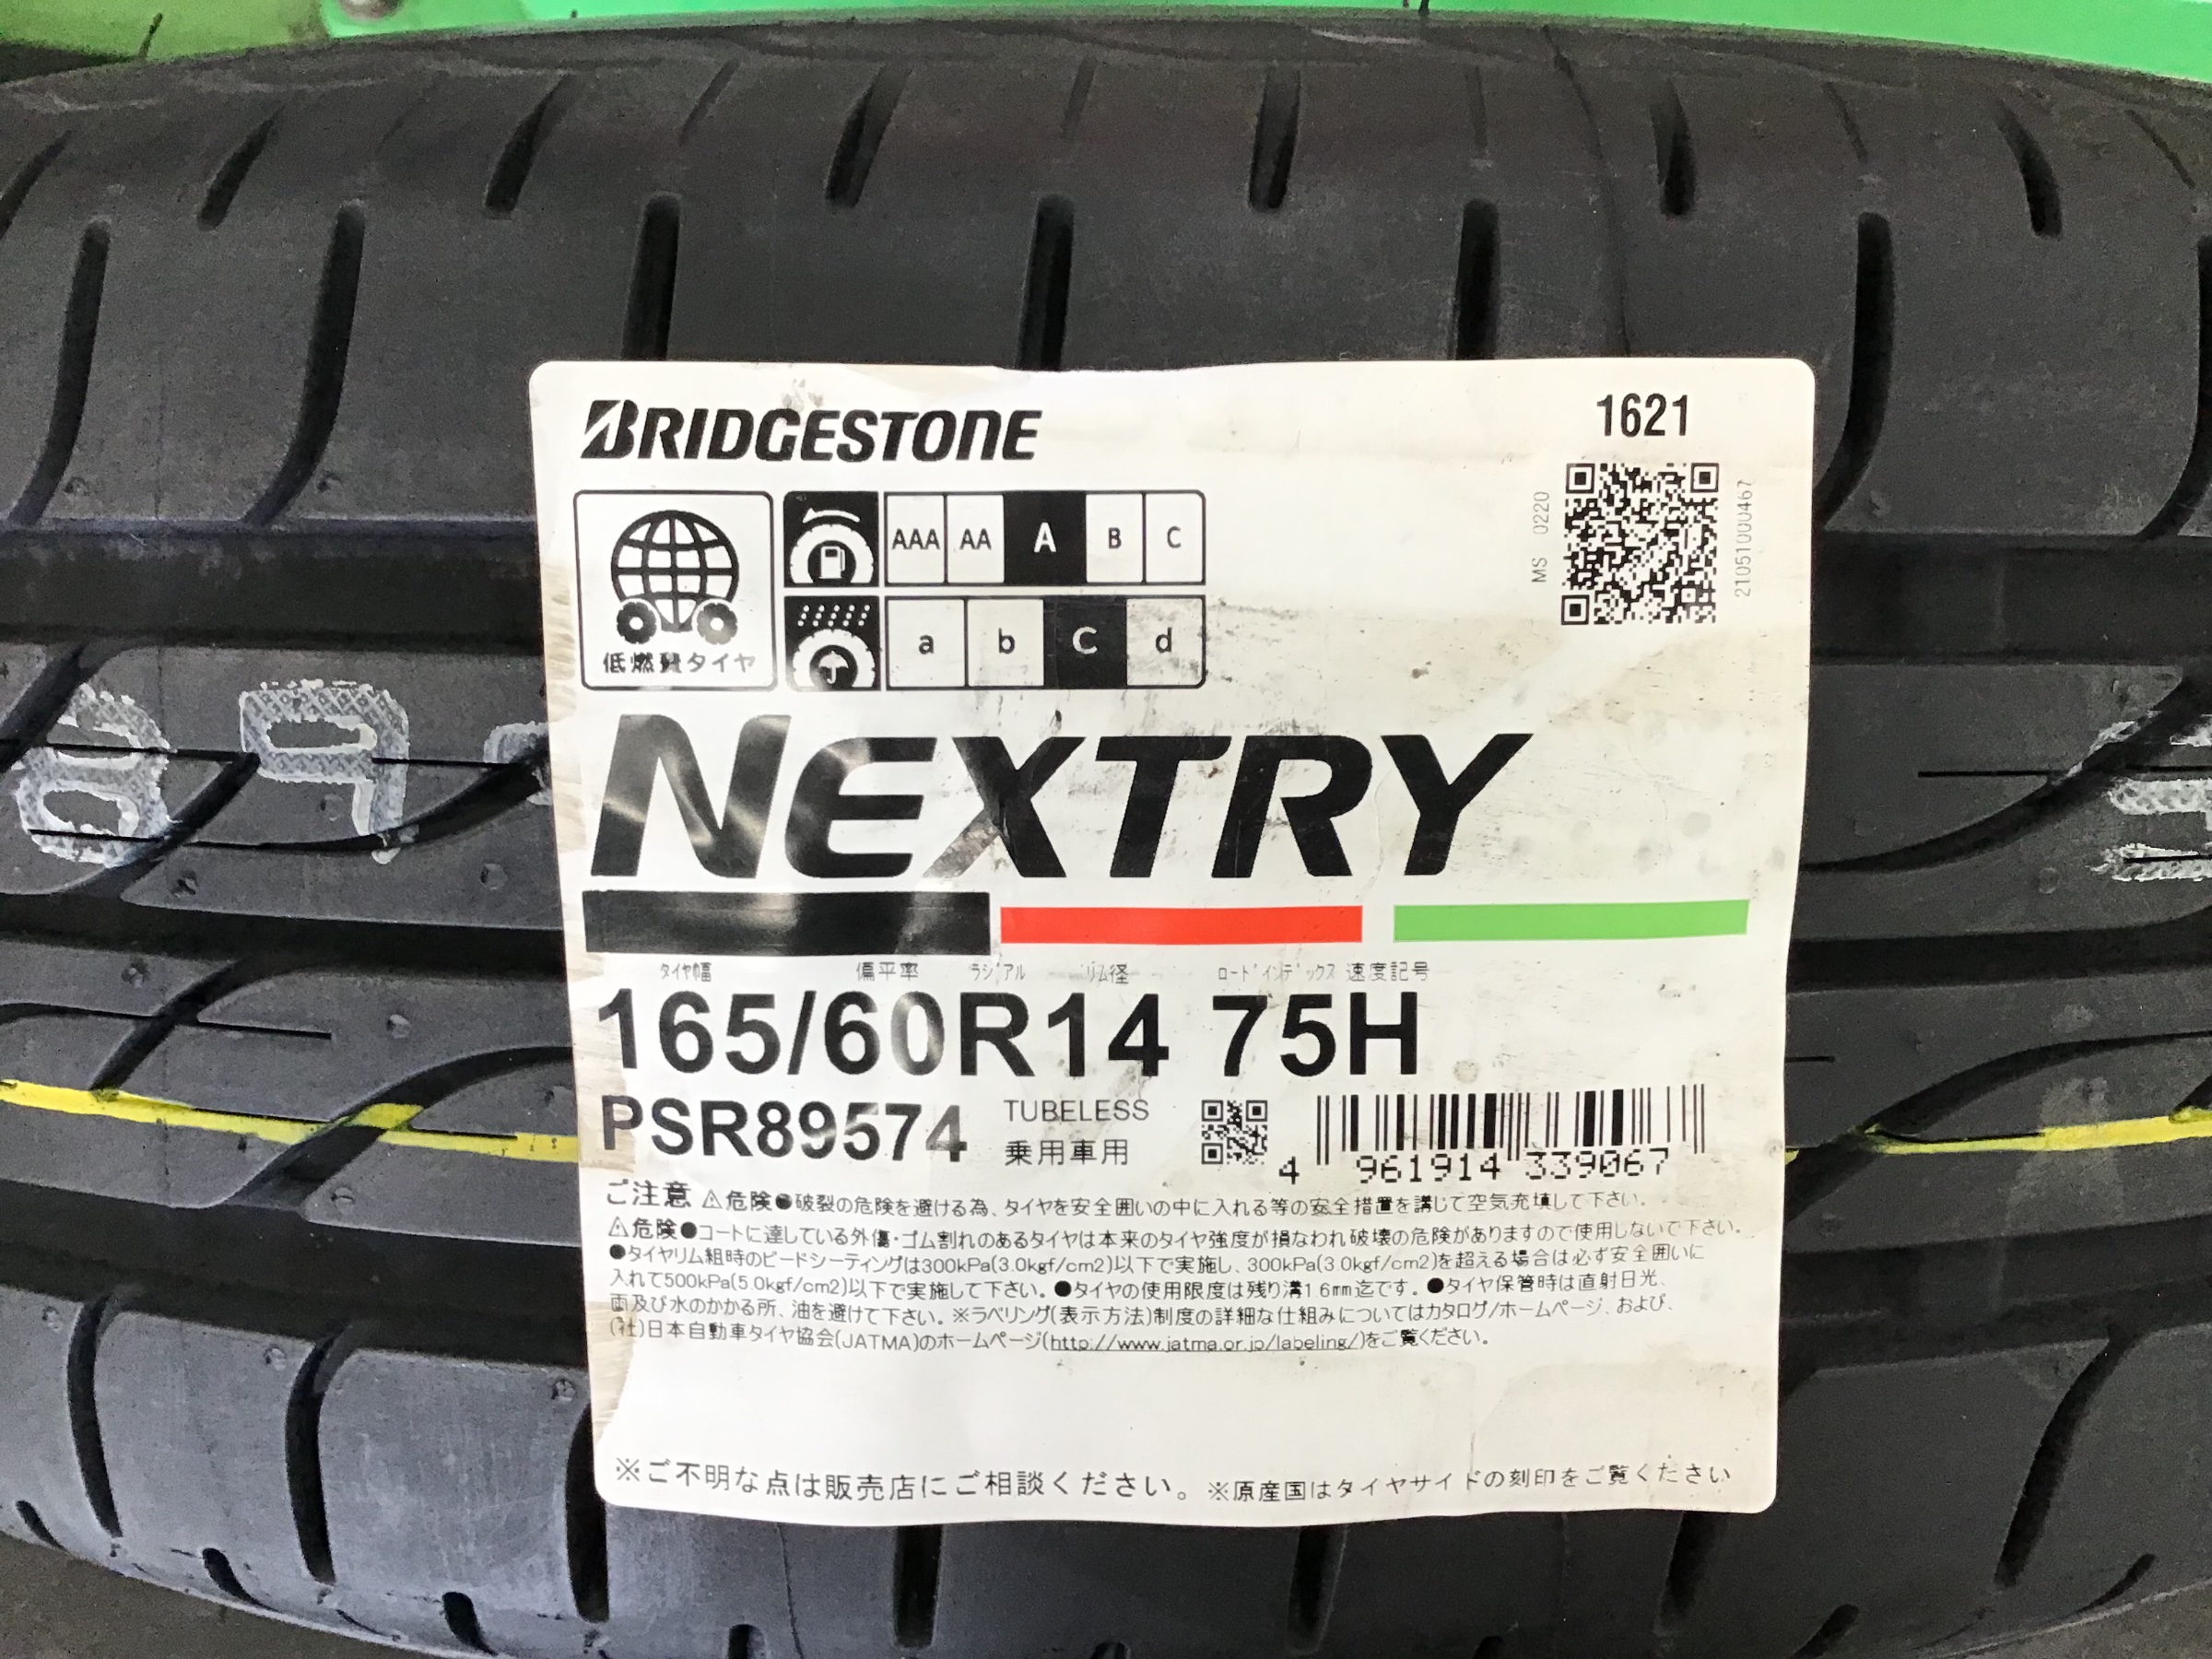 BRIDGESTONE
1621
MS 0220
210510000467
AAA AA A B C
低燃費タイヤ
a b c d
NEXTRY
タイヤ幅 偏平率 ラジアル リム径 ロードインデックス 速度記号
165/60R14 75H
PSR89574
TUBELESS
乗用車用
4 961914 339067
ご注意 ⚠危険●破裂の危険を避ける為、タイヤを安全囲いの中に入れる等の安全措置を講じて空気充填して下さい。
⚠危険●コードに達している外傷・ゴム割れのあるタイヤは本来のタイヤ強度が損なわれ破壊の危険がありますので使用しないで下さい。
●タイヤリム組時のビードシーティングは300kPa(3.0kgf/cm2)以下で実施し、300kPa(3.0kgf/cm2)を超える場合は必ず安全囲いに
入れて500kPa(5.0kgf/cm2)以下で実施して下さい。●タイヤの使用限度は残り溝1.6mm迄です。●タイヤ保管時は直射日光、
雨及び水のかかる所、油を避けて下さい。※ラベリング(表示方法)制度の詳細な仕組みについてはカタログ/ホームページ、および、
(社)日本自動車タイヤ協会(JATMA)のホームページ(http://www.jatma.or.jp/labeling/)をご覧ください。
※ご不明な点は販売店にご相談ください。 ※原産国はタイヤサイドの刻印をご覧ください